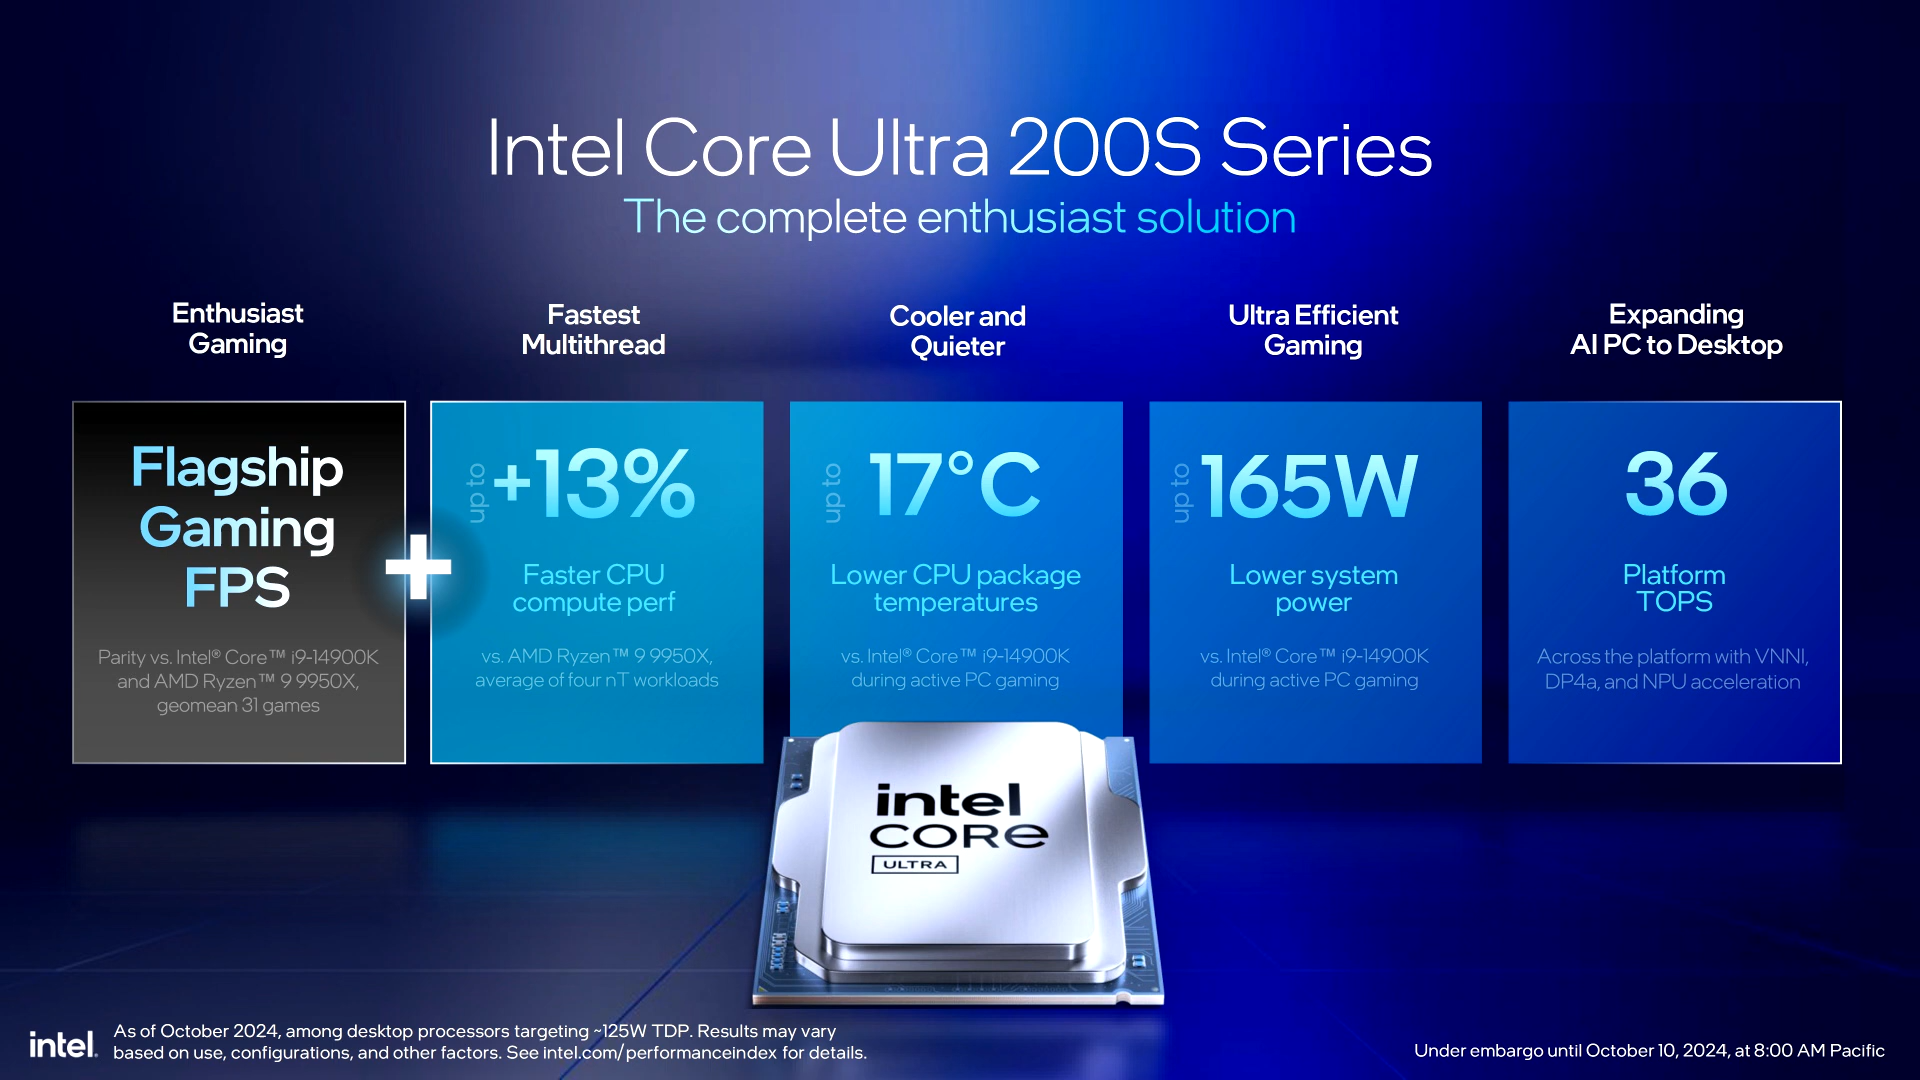 Intel Core Ultra 200S Series
The complete enthusiast solution
Enthusiast
Gaming
Flagship
Gaming
FPS
Parity vs. Intel® Core™ i9-14900K
and AMD Ryzen™ 9 9950X,
geomean 31 games
+
Fastest
Multithread
up to +13%
Faster CPU
compute perf
vs. AMD Ryzen™ 9 9950X,
average of four nT workloads
Cooler and
Quieter
up to 17°C
Lower CPU package
temperatures
vs. Intel® Core™ i9-14900K
during active PC gaming
Ultra Efficient
Gaming
up to 165W
Lower system
power
vs. Intel® Core™ i9-14900K
during active PC gaming
Expanding
AI PC to Desktop
36
Platform
TOPS
Across the platform with VNNI,
DP4a, and NPU acceleration
intel
CORE
ULTRA
intel.
As of October 2024, among desktop processors targeting ~125W TDP. Results may vary
based on use, configurations, and other factors. See intel.com/performanceindex for details.
Under embargo until October 10, 2024, at 8:00 AM Pacific